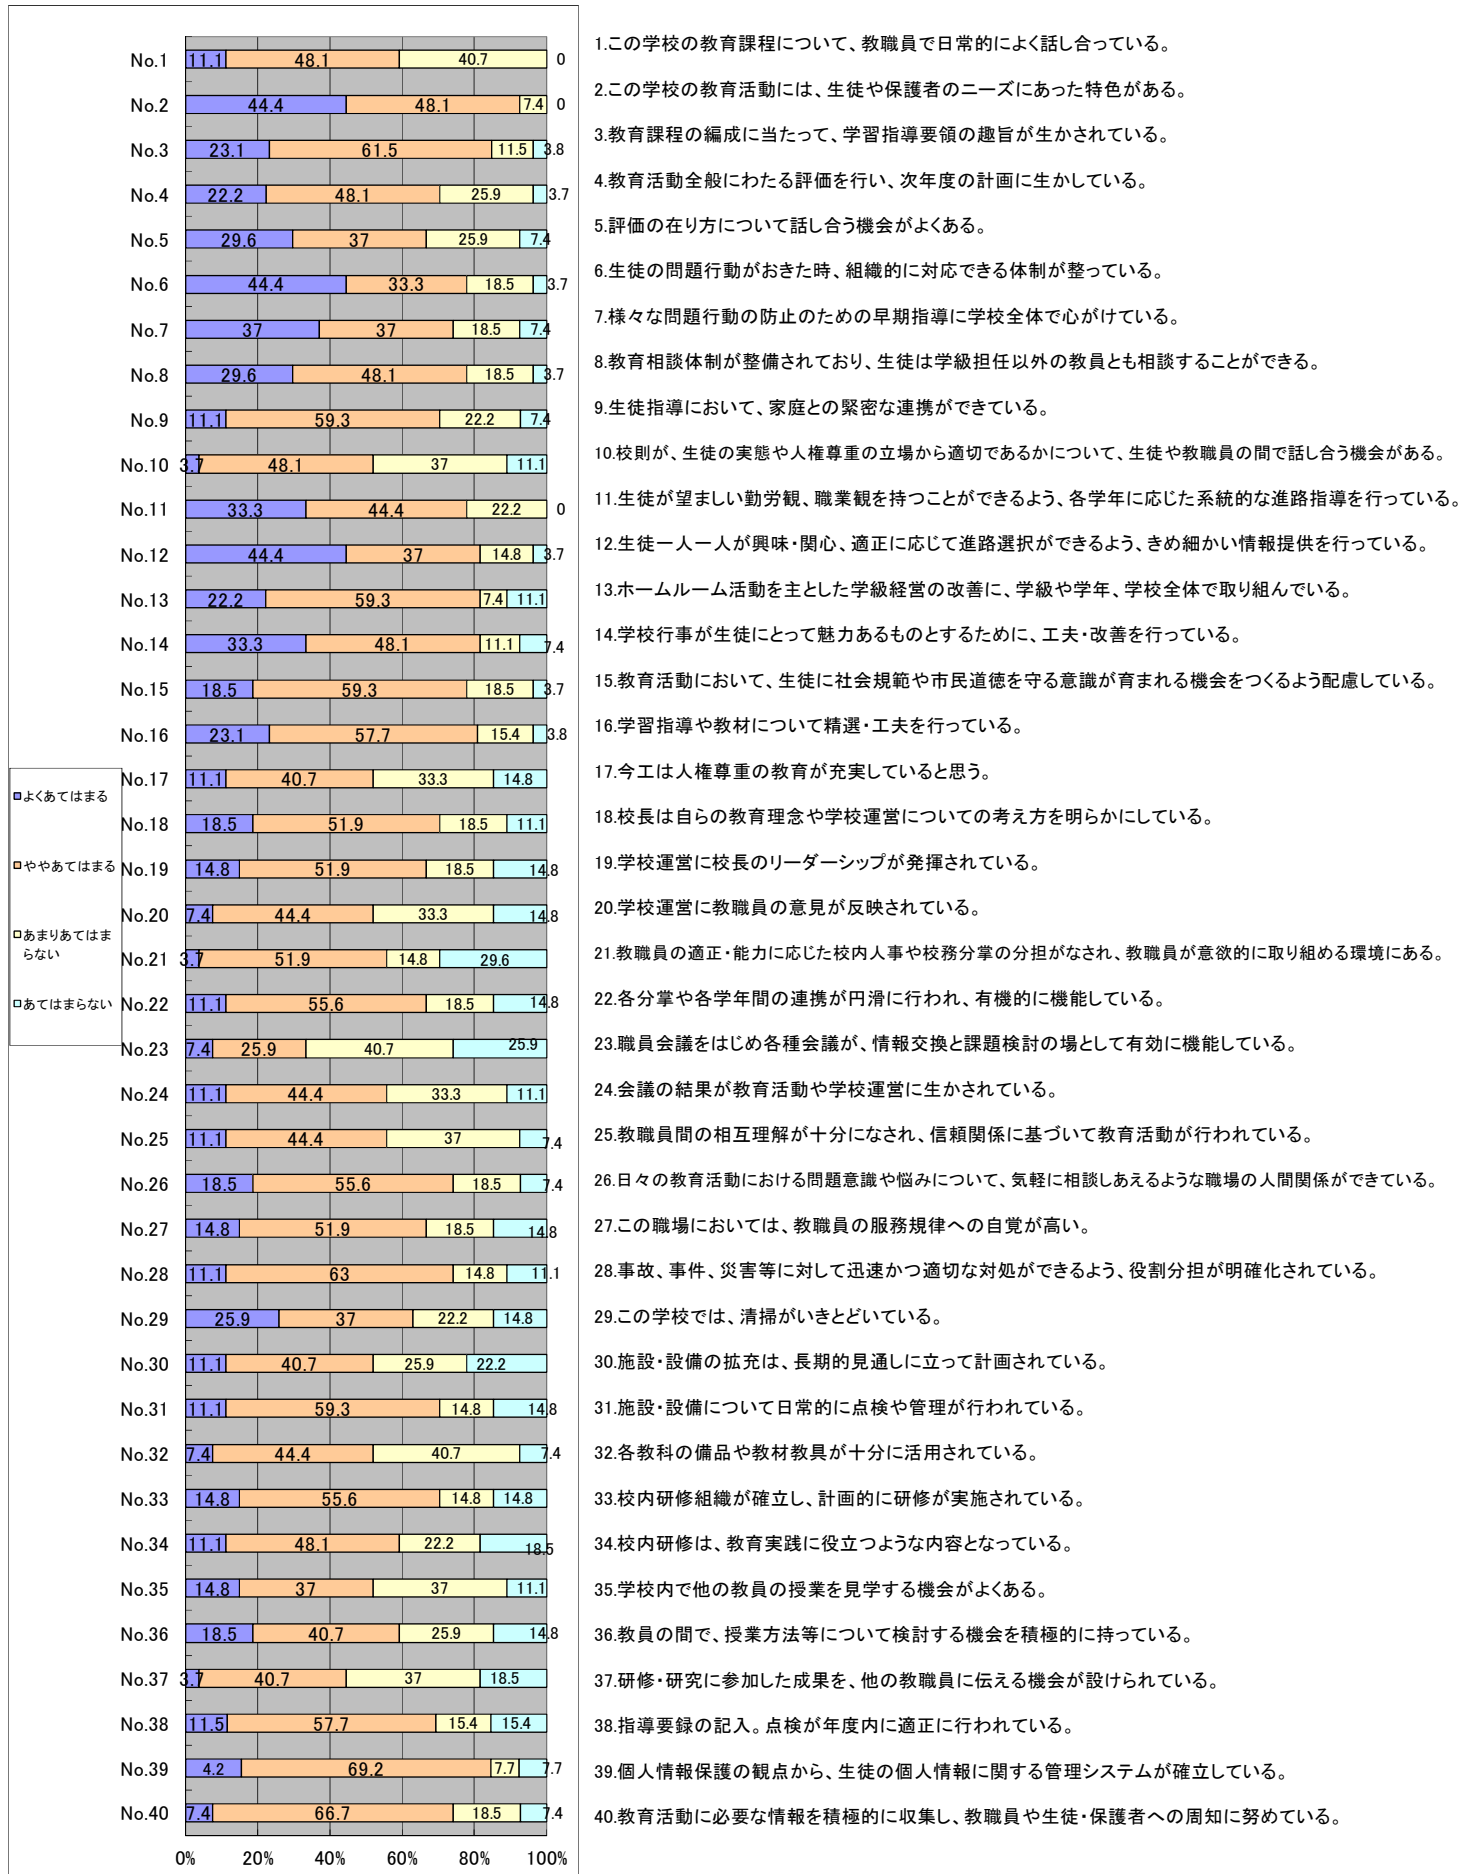 No.1 11.1 48.1 40.7 0 1.この学校の教育課程について、教職員で日常的によく話し合っている。
No.2 44.4 48.1 7.4 0 2.この学校の教育活動には、生徒や保護者のニーズにあった特色がある。
No.3 23.1 61.5 11.5 3.8 3.教育課程の編成に当たって、学習指導要領の趣旨が生かされている。
No.4 22.2 48.1 25.9 3.7 4.教育活動全般にわたる評価を行い、次年度の計画に生かしている。
No.5 29.6 37 25.9 7.4 5.評価の在り方について話し合う機会がよくある。
No.6 44.4 33.3 18.5 3.7 6.生徒の問題行動がおきた時、組織的に対応できる体制が整っている。
No.7 37 37 18.5 7.4 7.様々な問題行動の防止のための早期指導に学校全体で心がけている。
No.8 29.6 48.1 18.5 3.7 8.教育相談体制が整備されており、生徒は学級担任以外の教員とも相談することができる。
No.9 11.1 59.3 22.2 7.4 9.生徒指導において、家庭との緊密な連携ができている。
No.10 3.7 48.1 37 11.1 10.校則が、生徒の実態や人権尊重の立場から適切であるかについて、生徒や教職員の間で話し合う機会がある。
No.11 33.3 44.4 22.2 0 11.生徒が望ましい勤労観、職業観を持つことができるよう、各学年に応じた系統的な進路指導を行っている。
No.12 44.4 37 14.8 3.7 12.生徒一人一人が興味・関心、適正に応じて進路選択ができるよう、きめ細かい情報提供を行っている。
No.13 22.2 59.3 7.4 11.1 13.ホームルーム活動を主とした学級経営の改善に、学級や学年、学校全体で取り組んでいる。
No.14 33.3 48.1 11.1 7.4 14.学校行事が生徒にとって魅力あるものとするために、工夫・改善を行っている。
No.15 18.5 59.3 18.5 3.7 15.教育活動において、生徒に社会規範や市民道徳を守る意識が育まれる機会をつくるよう配慮している。
No.16 23.1 57.7 15.4 3.8 16.学習指導や教材について精選・工夫を行っている。
No.17 11.1 40.7 33.3 14.8 17.今工は人権尊重の教育が充実していると思う。
よくあてはまる
No.18 18.5 51.9 18.5 11.1 18.校長は自らの教育理念や学校運営についての考え方を明らかにしている。
ややあてはまる
No.19 14.8 51.9 18.5 14.8 19.学校運営に校長のリーダーシップが発揮されている。
No.20 7.4 44.4 33.3 14.8 20.学校運営に教職員の意見が反映されている。
あまりあてはま
らない
No.21 3.7 51.9 14.8 29.6 21.教職員の適正・能力に応じた校内人事や校務分掌の分担がなされ、教職員が意欲的に取り組める環境にある。
あてはまらない
No.22 11.1 55.6 18.5 14.8 22.各分掌や各学年間の連携が円滑に行われ、有機的に機能している。
No.23 7.4 25.9 40.7 25.9 23.職員会議をはじめ各種会議が、情報交換と課題検討の場として有効に機能している。
No.24 11.1 44.4 33.3 11.1 24.会議の結果が教育活動や学校運営に生かされている。
No.25 11.1 44.4 37 7.4 25.教職員間の相互理解が十分になされ、信頼関係に基づいて教育活動が行われている。
No.26 18.5 55.6 18.5 7.4 26.日々の教育活動における問題意識や悩みについて、気軽に相談しあえるような職場の人間関係ができている。
No.27 14.8 51.9 18.5 14.8 27.この職場においては、教職員の服務規律への自覚が高い。
No.28 11.1 63 14.8 11.1 28.事故、事件、災害等に対して迅速かつ適切な対処ができるよう、役割分担が明確化されている。
No.29 25.9 37 22.2 14.8 29.この学校では、清掃がいきとどいている。
No.30 11.1 40.7 25.9 22.2 30.施設・設備の拡充は、長期的見通しに立って計画されている。
No.31 11.1 59.3 14.8 14.8 31.施設・設備について日常的に点検や管理が行われている。
No.32 7.4 44.4 40.7 7.4 32.各教科の備品や教材教具が十分に活用されている。
No.33 14.8 55.6 14.8 14.8 33.校内研修組織が確立し、計画的に研修が実施されている。
No.34 11.1 48.1 22.2 18.5 34.校内研修は、教育実践に役立つような内容となっている。
No.35 14.8 37 37 11.1 35.学校内で他の教員の授業を見学する機会がよくある。
No.36 18.5 40.7 25.9 14.8 36.教員の間で、授業方法等について検討する機会を積極的に持っている。
No.37 3.7 40.7 37 18.5 37.研修・研究に参加した成果を、他の教職員に伝える機会が設けられている。
No.38 11.5 57.7 15.4 15.4 38.指導要録の記入。点検が年度内に適正に行われている。
No.39 4.2 69.2 7.7 7.7 39.個人情報保護の観点から、生徒の個人情報に関する管理システムが確立している。
No.40 7.4 66.7 18.5 7.4 40.教育活動に必要な情報を積極的に収集し、教職員や生徒・保護者への周知に努めている。
0% 20% 40% 60% 80% 100%